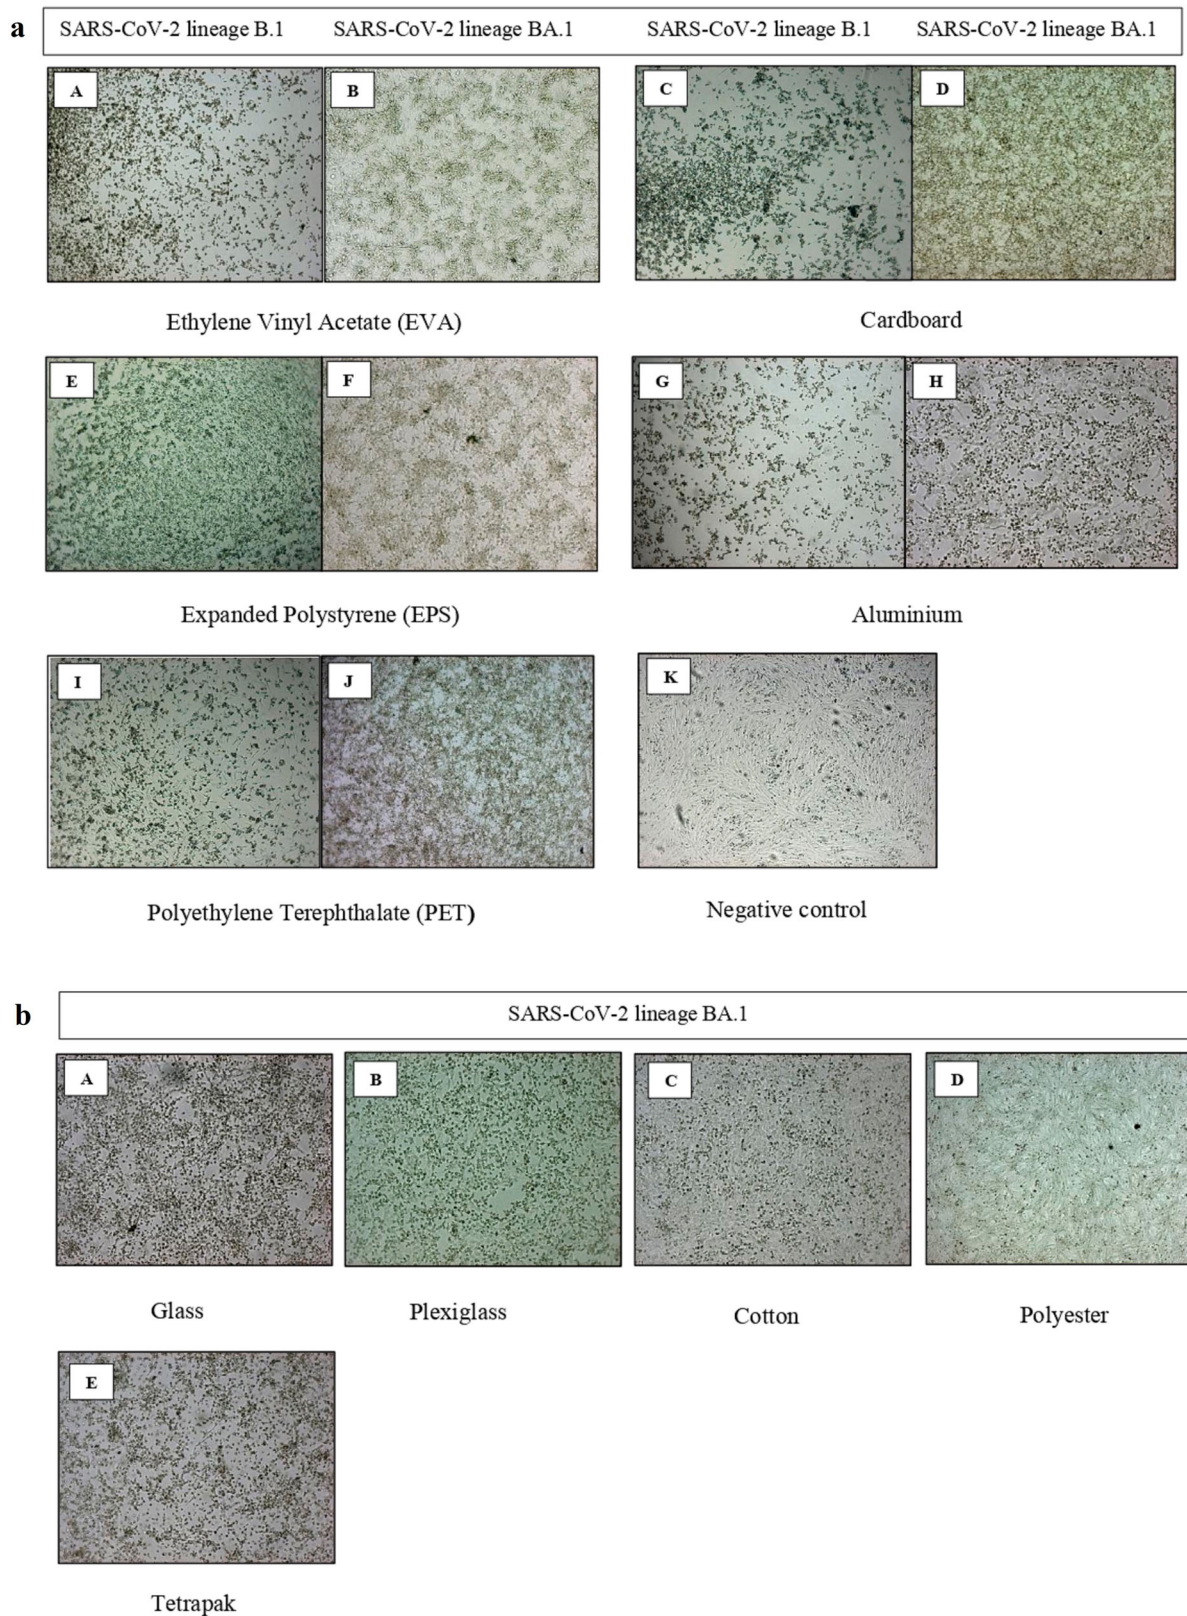 a
SARS-CoV-2 lineage B.1 SARS-CoV-2 lineage BA.1 SARS-CoV-2 lineage B.1 SARS-CoV-2 lineage BA.1
A B C D
Ethylene Vinyl Acetate (EVA) Cardboard
E F G H
Expanded Polystyrene (EPS) Aluminium
I J K
Polyethylene Terephthalate (PET) Negative control
b
SARS-CoV-2 lineage BA.1
A B C D
Glass Plexiglass Cotton Polyester
E
Tetrapak